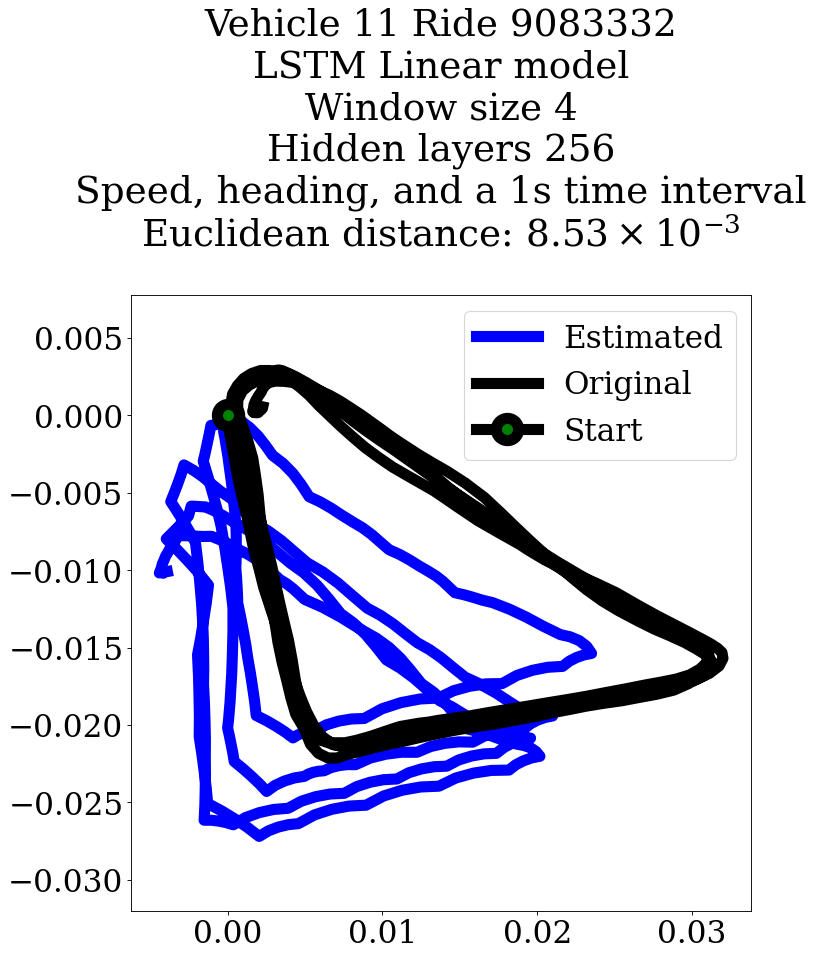 Vehicle 11 Ride 9083332
LSTM Linear model
Window size 4
Hidden layers 256
Speed, heading, and a 1s time interval
Euclidean distance: 8.53 × 10⁻³
Estimated
Original
Start
0.005
0.000
−0.005
−0.010
−0.015
−0.020
−0.025
−0.030
0.00 0.01 0.02 0.03